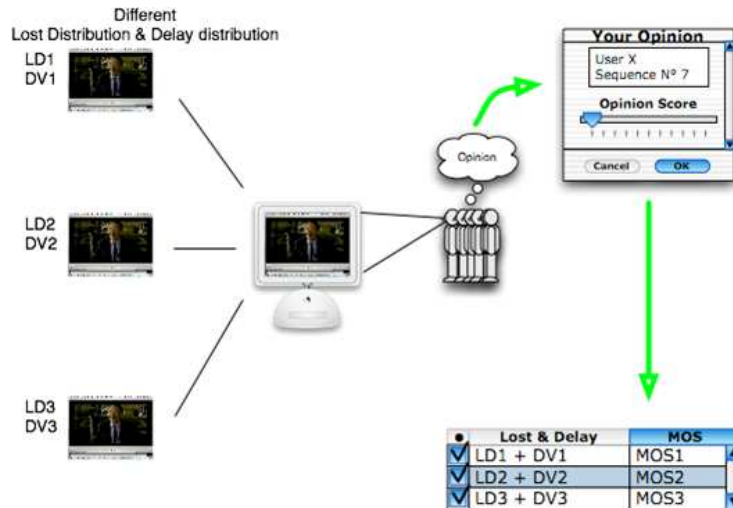 Different
Lost Distribution & Delay distribution
LD1
DV1
LD2
DV2
LD3
DV3
Opinion
Your Opinion
User X
Sequence Nº 7
Opinion Score
Cancel
OK
Lost & Delay
MOS
LD1 + DV1
MOS1
LD2 + DV2
MOS2
LD3 + DV3
MOS3